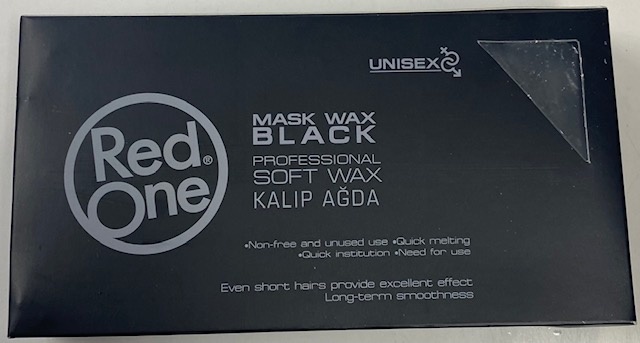 UNISEX
Red®
One
MASK WAX
BLACK
PROFESSIONAL
SOFT WAX
KALIP AĞDA
•Non-free and unused use •Quick melting
•Quick institution •Need for use
Even short hairs provide excellent effect
Long-term smoothness